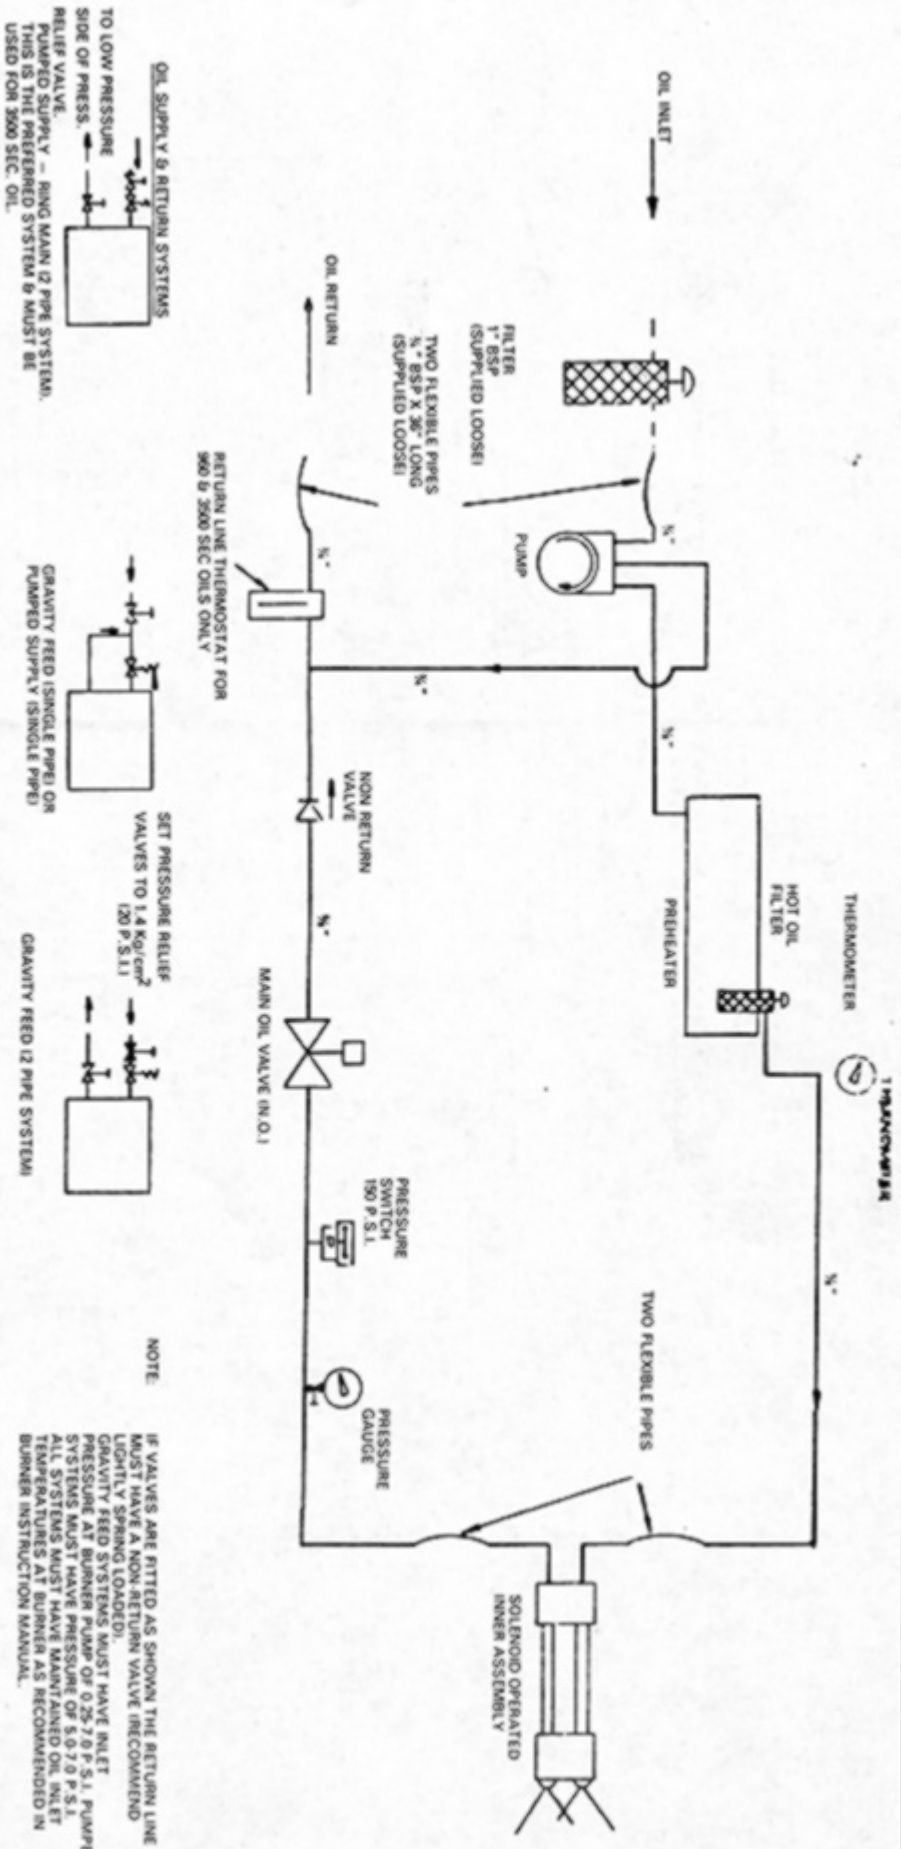 THERMOMETER
THERMOMETER
HOT OIL
FILTER
PREHEATER
OIL INLET
FILTER
1" BSP
(SUPPLIED LOOSE)
TWO FLEXIBLE PIPES
¾" BSP X 36" LONG
(SUPPLIED LOOSE)
PUMP
TWO FLEXIBLE PIPES
SOLENOID OPERATED
INNER ASSEMBLY
OIL RETURN
RETURN LINE THERMOSTAT FOR
960 & 3500 SEC OILS ONLY
NON RETURN
VALVE
MAIN OIL VALVE (N.O.)
PRESSURE
SWITCH
150 P.S.I.
P
PRESSURE
GAUGE
OIL SUPPLY & RETURN SYSTEMS
TO LOW PRESSURE
SIDE OF PRESS.
RELIEF VALVE.
PUMPED SUPPLY – RING MAIN (2 PIPE SYSTEM).
THIS IS THE PREFERRED SYSTEM & MUST BE
USED FOR 3500 SEC. OIL.
GRAVITY FEED (SINGLE PIPE) OR
PUMPED SUPPLY (SINGLE PIPE)
SET PRESSURE RELIEF
VALVES TO 1.4 Kg/cm²
(20 P.S.I.)
GRAVITY FEED (2 PIPE SYSTEM)
NOTE:
IF VALVES ARE FITTED AS SHOWN THE RETURN LINE
MUST HAVE A NON-RETURN VALVE (RECOMMEND
LIGHTLY SPRING LOADED).
GRAVITY FEED SYSTEMS MUST HAVE INLET
PRESSURE AT BURNER PUMP OF 0.25-7.0 P.S.I. PUMP
SYSTEMS MUST HAVE PRESSURE OF 5.0-7.0 P.S.I.
ALL SYSTEMS MUST HAVE MAINTAINED OIL INLET
TEMPERATURES AT BURNER AS RECOMMENDED IN
BURNER INSTRUCTION MANUAL.